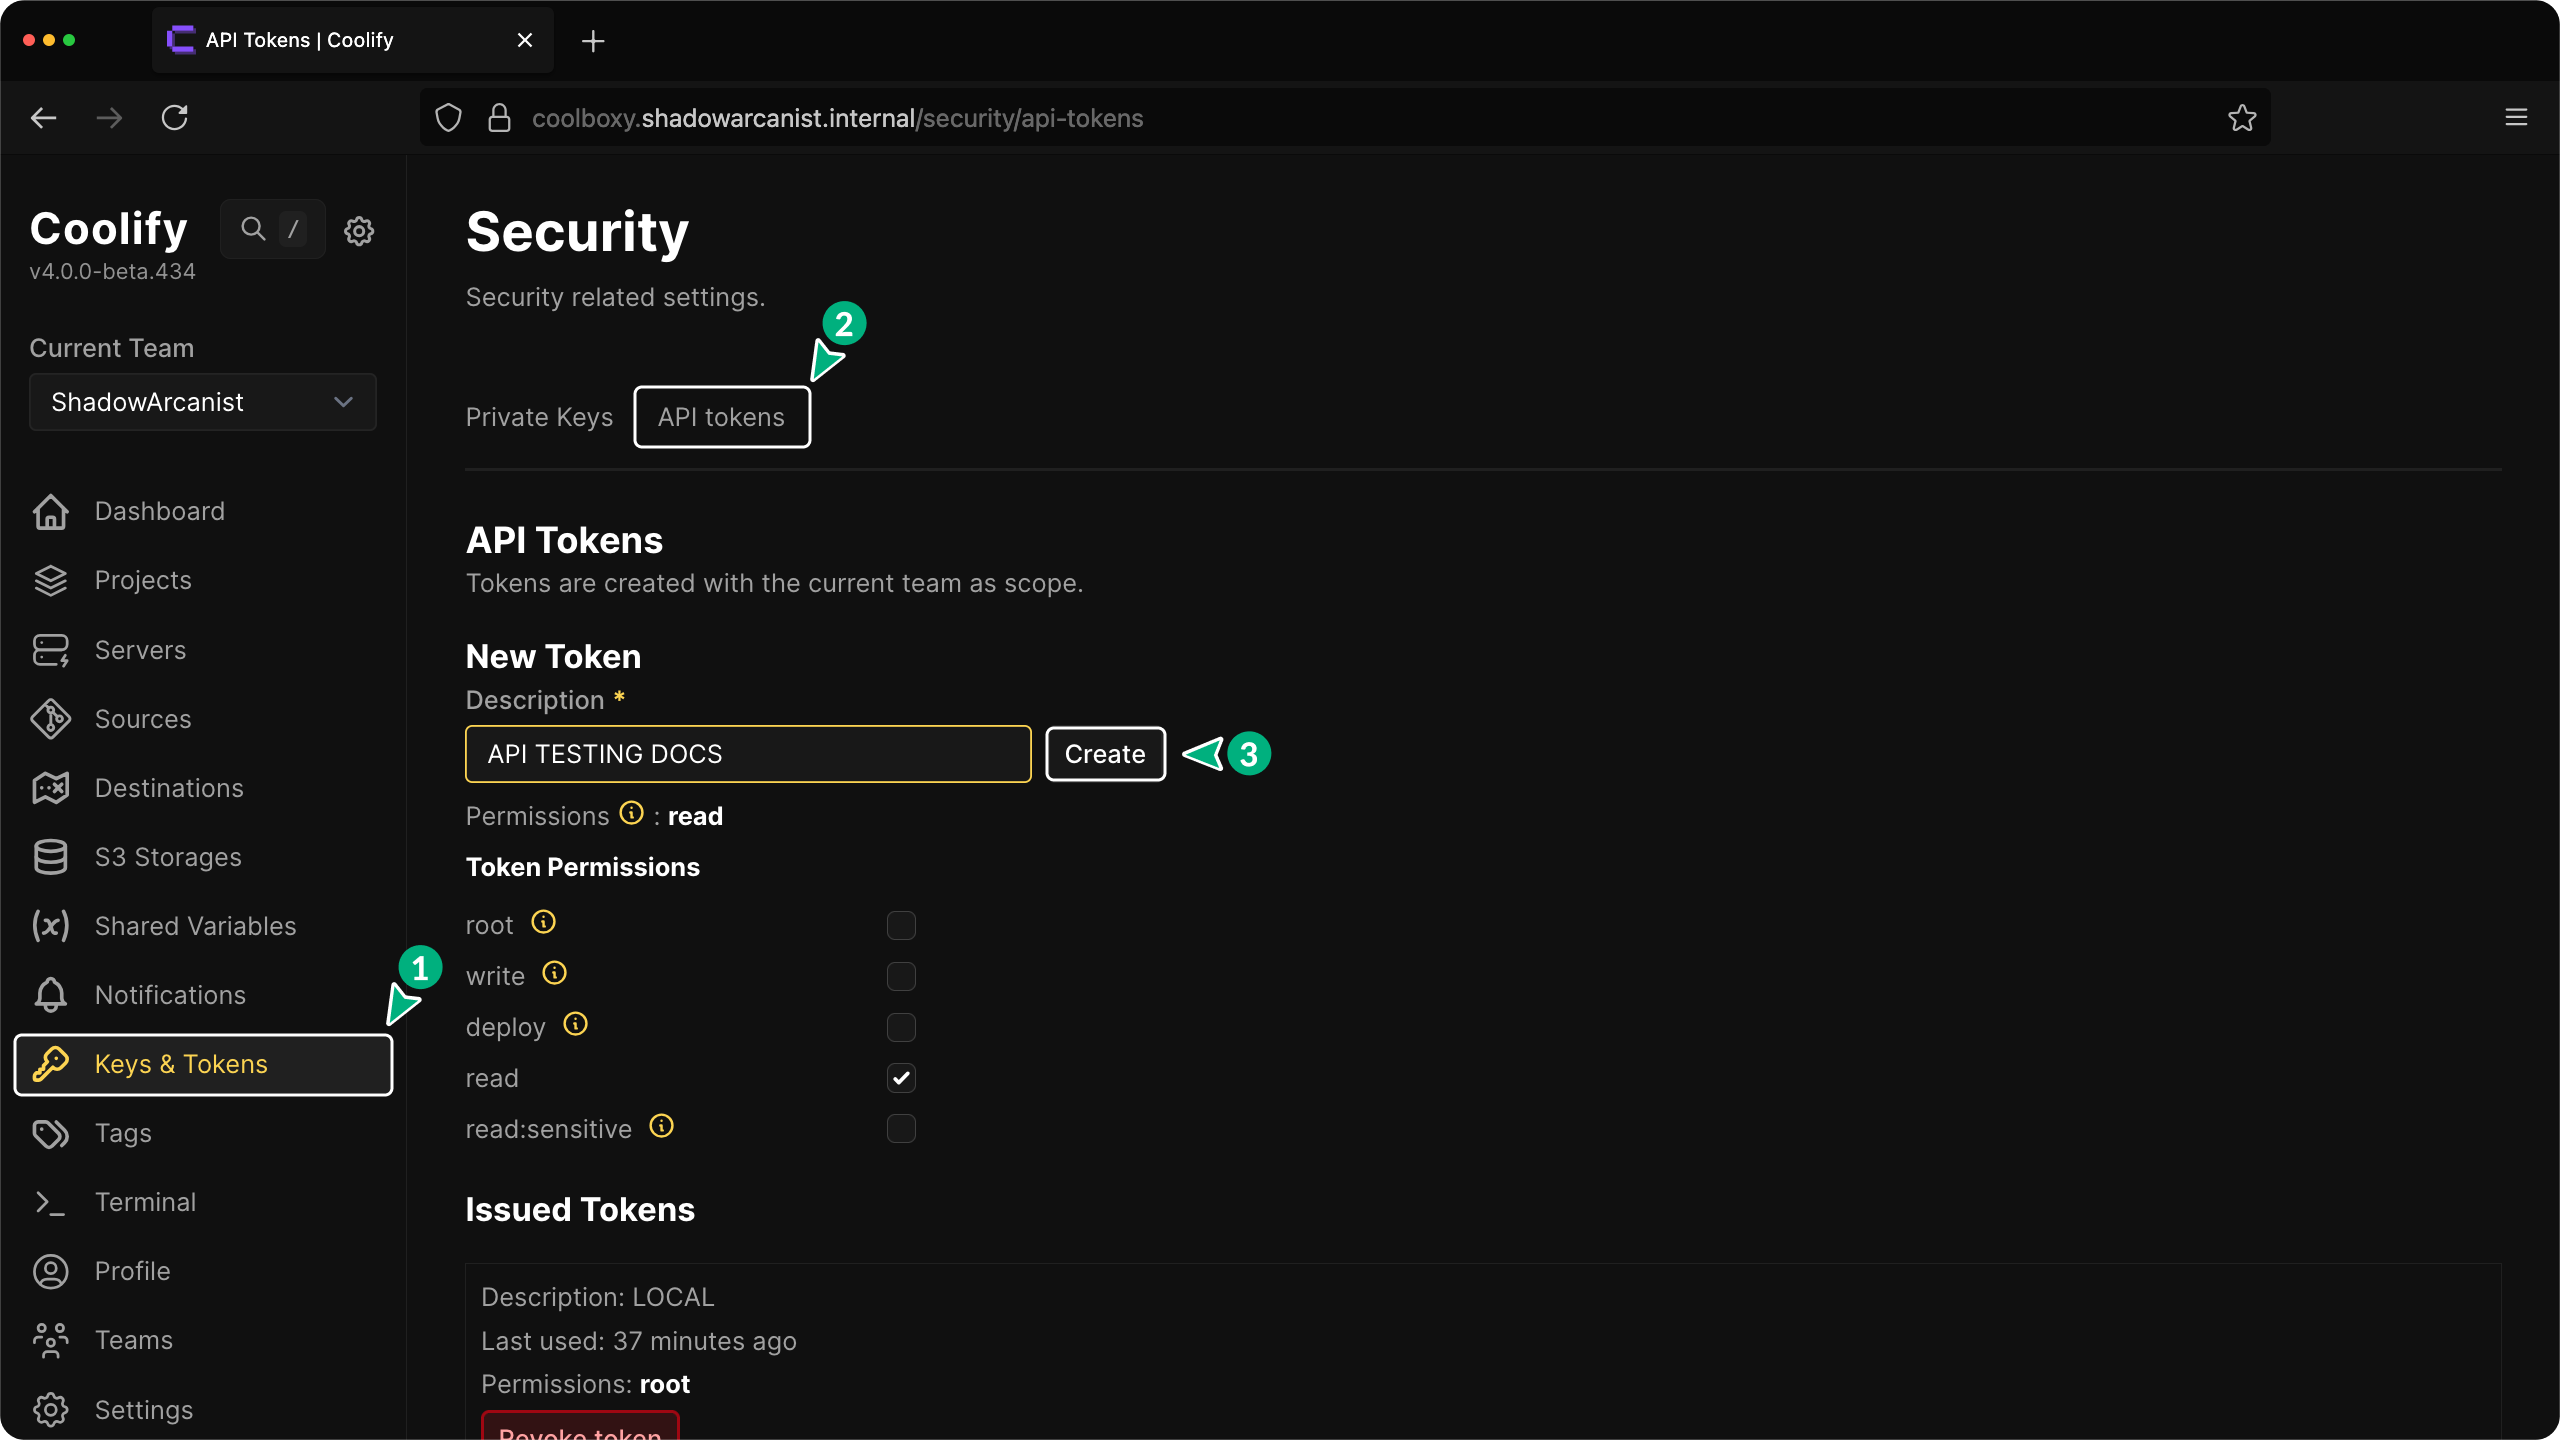 API Tokens | Coolify
coolboxy.shadowarcanist.internal/security/api-tokens
Coolify
/
v4.0.0-beta.434
Current Team
ShadowArcanist
Dashboard
Projects
Servers
Sources
Destinations
S3 Storages
Shared Variables
Notifications
1
Keys & Tokens
Tags
Terminal
Profile
Teams
Settings
Security
Security related settings.
2
Private Keys API tokens
API Tokens
Tokens are created with the current team as scope.
New Token
Description *
API TESTING DOCS Create 3
Permissions : read
Token Permissions
root
write
deploy
read
read:sensitive
Issued Tokens
Description: LOCAL
Last used: 37 minutes ago
Permissions: root
Revoke token